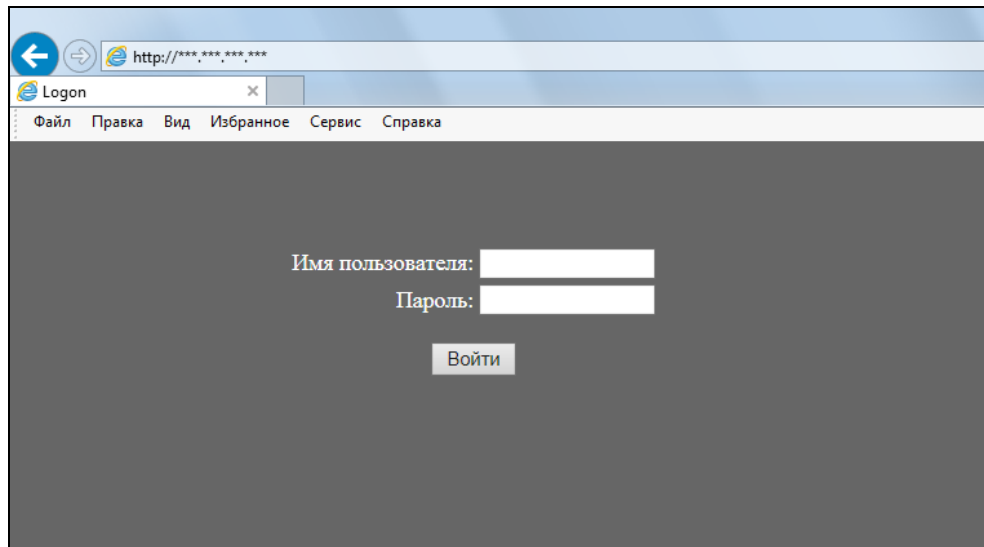 http://***.***.***.***
Logon
Файл Правка Вид Избранное Сервис Справка
Имя пользователя:
Пароль:
Войти